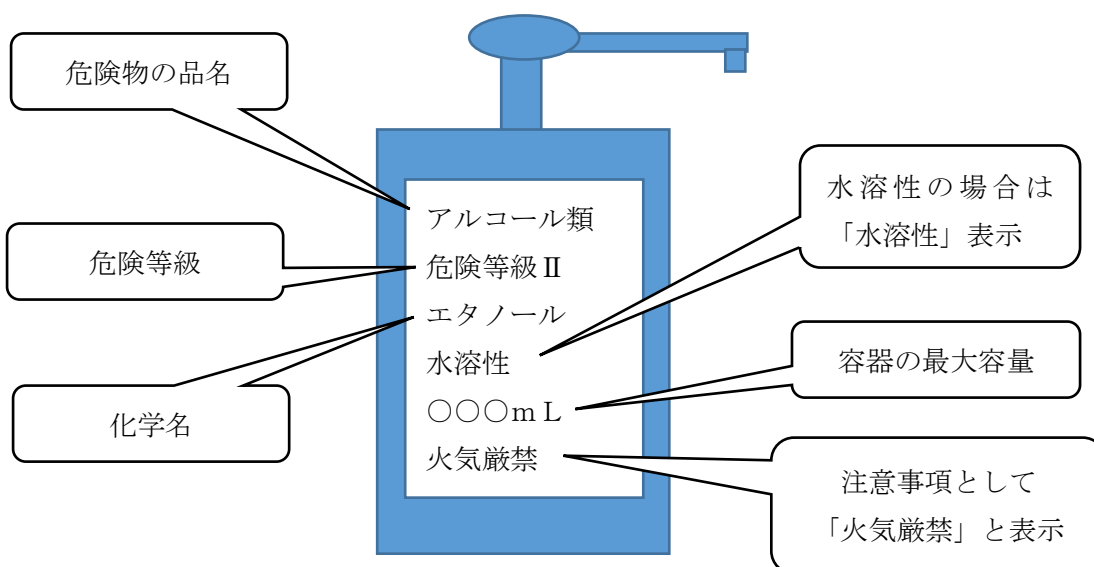 危険物の品名
危険等級
化学名
アルコール類
危険等級Ⅱ
エタノール
水溶性
○○○ｍＬ
火気厳禁
水溶性の場合は
「水溶性」表示
容器の最大容量
注意事項として
「火気厳禁」と表示